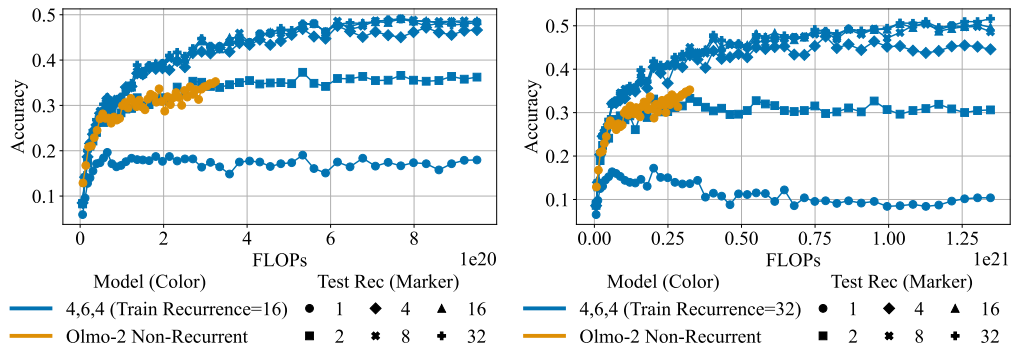 0.5
0.4
0.3
0.2
0.1
Accuracy
0 2 4 6 8
FLOPs
1e20
Model (Color) Test Rec (Marker)
4,6,4 (Train Recurrence=16) 1 4 16
Olmo-2 Non-Recurrent 2 8 32
0.5
0.4
0.3
0.2
0.1
Accuracy
0.00 0.25 0.50 0.75 1.00 1.25
FLOPs
1e21
Model (Color) Test Rec (Marker)
4,6,4 (Train Recurrence=32) 1 4 16
Olmo-2 Non-Recurrent 2 8 32